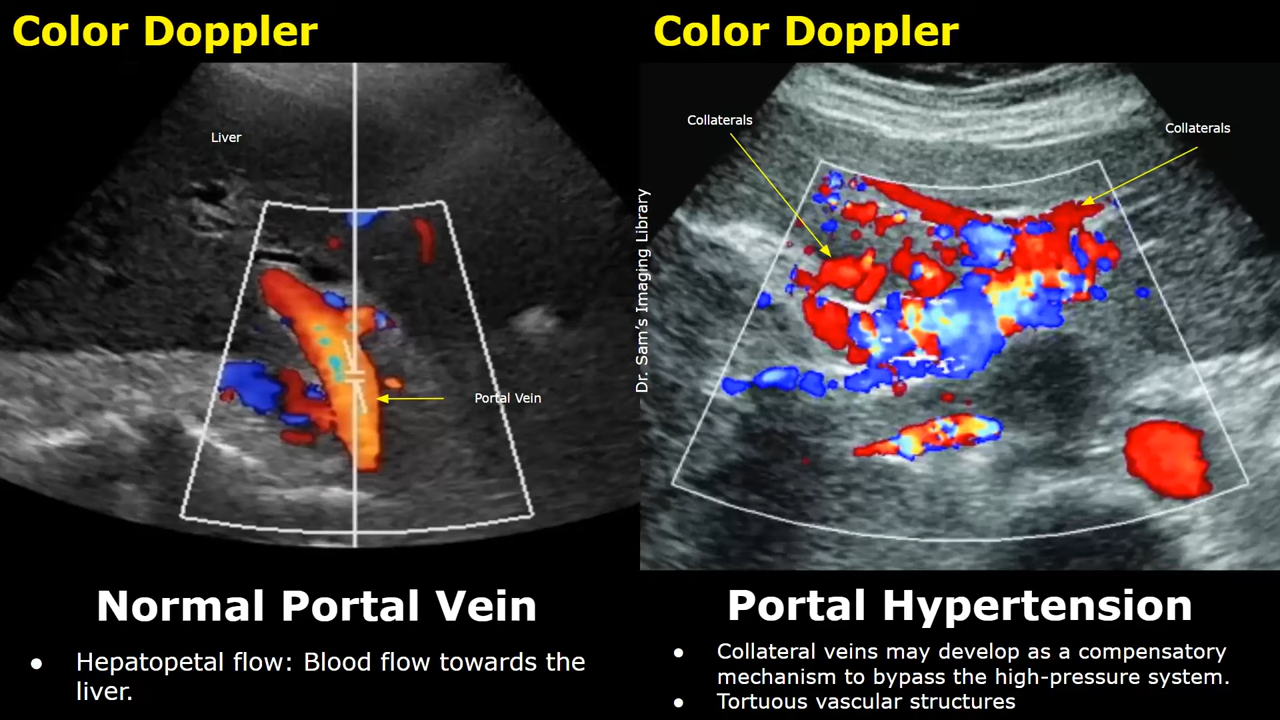 Color Doppler
Liver
Portal Vein
Normal Portal Vein
● Hepatopetal flow: Blood flow towards the
liver.
Dr. Sam's Imaging Library
Color Doppler
Collaterals
Collaterals
Portal Hypertension
● Collateral veins may develop as a compensatory
mechanism to bypass the high-pressure system.
● Tortuous vascular structures